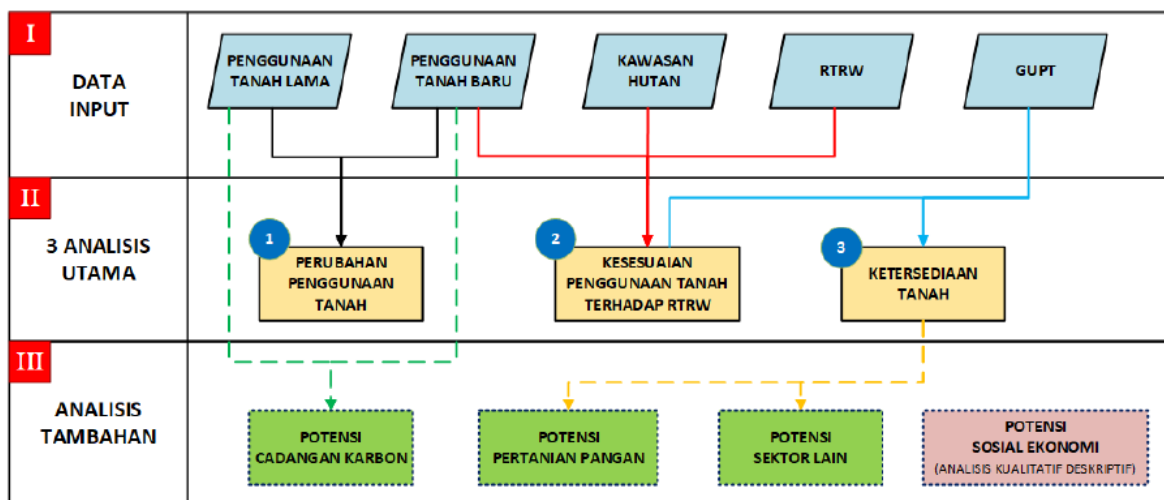 I
DATA
INPUT
PENGGUNAAN
TANAH LAMA
PENGGUNAAN
TANAH BARU
KAWASAN
HUTAN
RTRW
GUPT
II
3 ANALISIS
UTAMA
1
PERUBAHAN
PENGGUNAAN
TANAH
2
KESESUAIAN
PENGGUNAAN TANAH
TERHADAP RTRW
3
KETERSEDIAAN
TANAH
III
ANALISIS
TAMBAHAN
POTENSI
CADANGAN KARBON
POTENSI
PERTANIAN PANGAN
POTENSI
SEKTOR LAIN
POTENSI
SOSIAL EKONOMI
(ANALISIS KUALITATIF DESKRIPTIF)